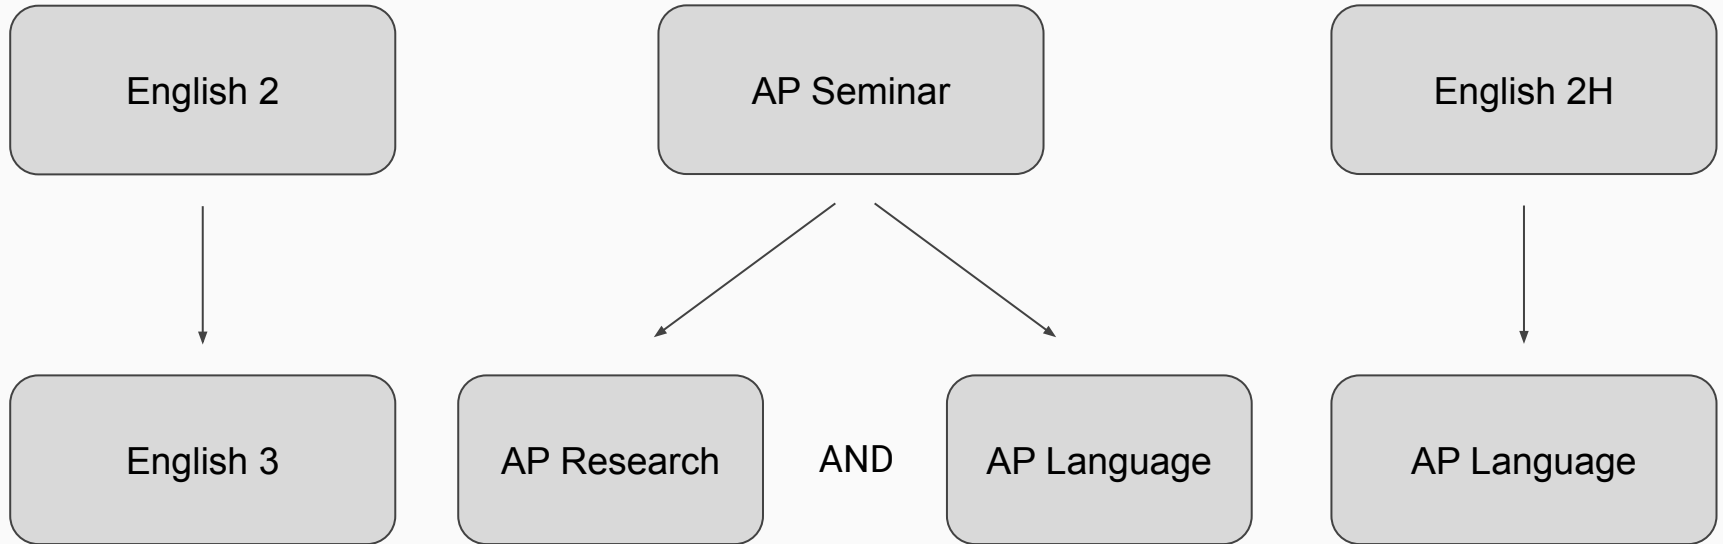 English 2
AP Seminar
English 2H
English 3
AP Research
AND
AP Language
AP Language